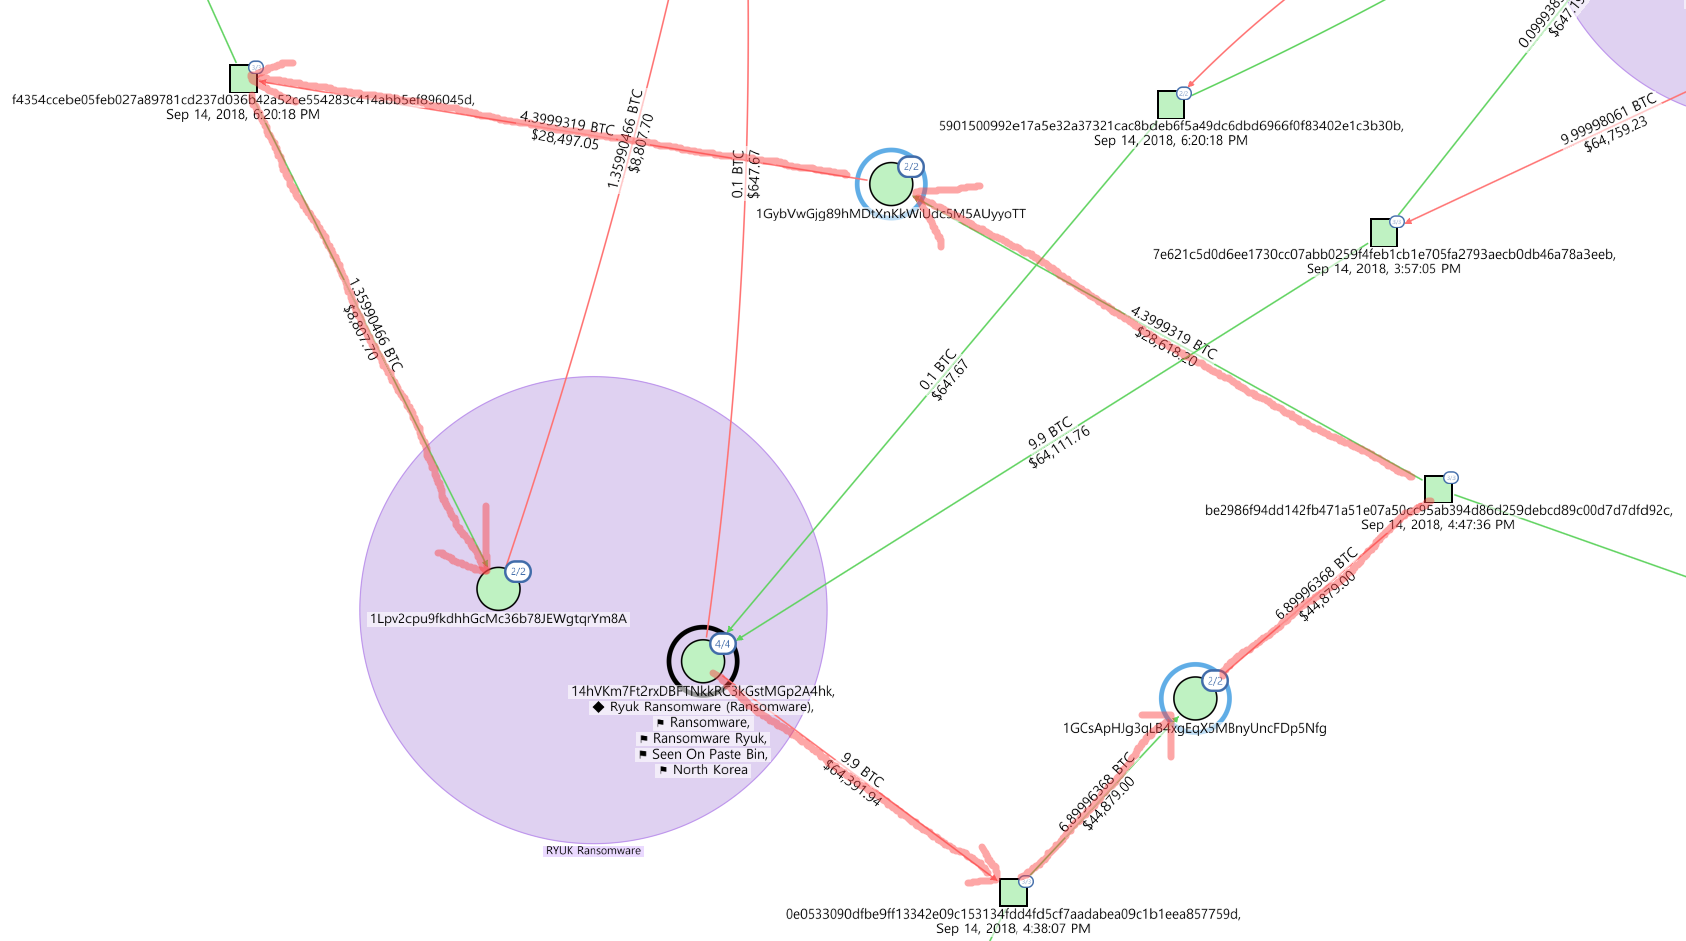 f4354ccebe05feb027a89781cd237d036b42a52ce554283c414abb5ef896045d,
Sep 14, 2018, 6:20:18 PM
4.3999319 BTC
$28,497.05
1.35990466 BTC
$8,807.70
0.1 BTC
$647.67
2/2
1GybVwGjg89hMDtXnKkWiUdc5M5AUyyoTT
5901500992e17a5e32a37321cac8bdeb6f5a49dc6dbd6966f0f83402e1c3b30b,
Sep 14, 2018, 6:20:18 PM
9.99998061 BTC
$64,759.23
7e621c5d0d6ee1730cc07abb0259f4feb1cb1e705fa2793aecb0db46a78a3eeb,
Sep 14, 2018, 3:57:05 PM
1.35990466 BTC
$8,807.70
4.3999319 BTC
$28,618.20
0.1 BTC
$647.67
9.9 BTC
$64,111.76
be2986f94dd142fb471a51e07a50cc95ab394d86d259debcd89c00d7d7dfd92c,
Sep 14, 2018, 4:47:36 PM
6.89996368 BTC
$44,879.00
2/2
1Lpv2cpu9fkdhhGcMc36b78JEWgtqrYm8A
4/4
14hVKm7Ft2rxDBFTNkkRC3kGstMGp2A4hk,
Ryuk Ransomware (Ransomware),
Ransomware,
Ransomware Ryuk,
Seen On Paste Bin,
North Korea
2/2
1GCsApHJg3qLB4xgEqX5M8nyUncFDp5Nfg
9.9 BTC
$64,391.94
6.89996368 BTC
$44,879.00
RYUK Ransomware
0e0533090dfbe9ff13342e09c153134fdd4fd5cf7aadabea09c1b1eea857759d,
Sep 14, 2018, 4:38:07 PM